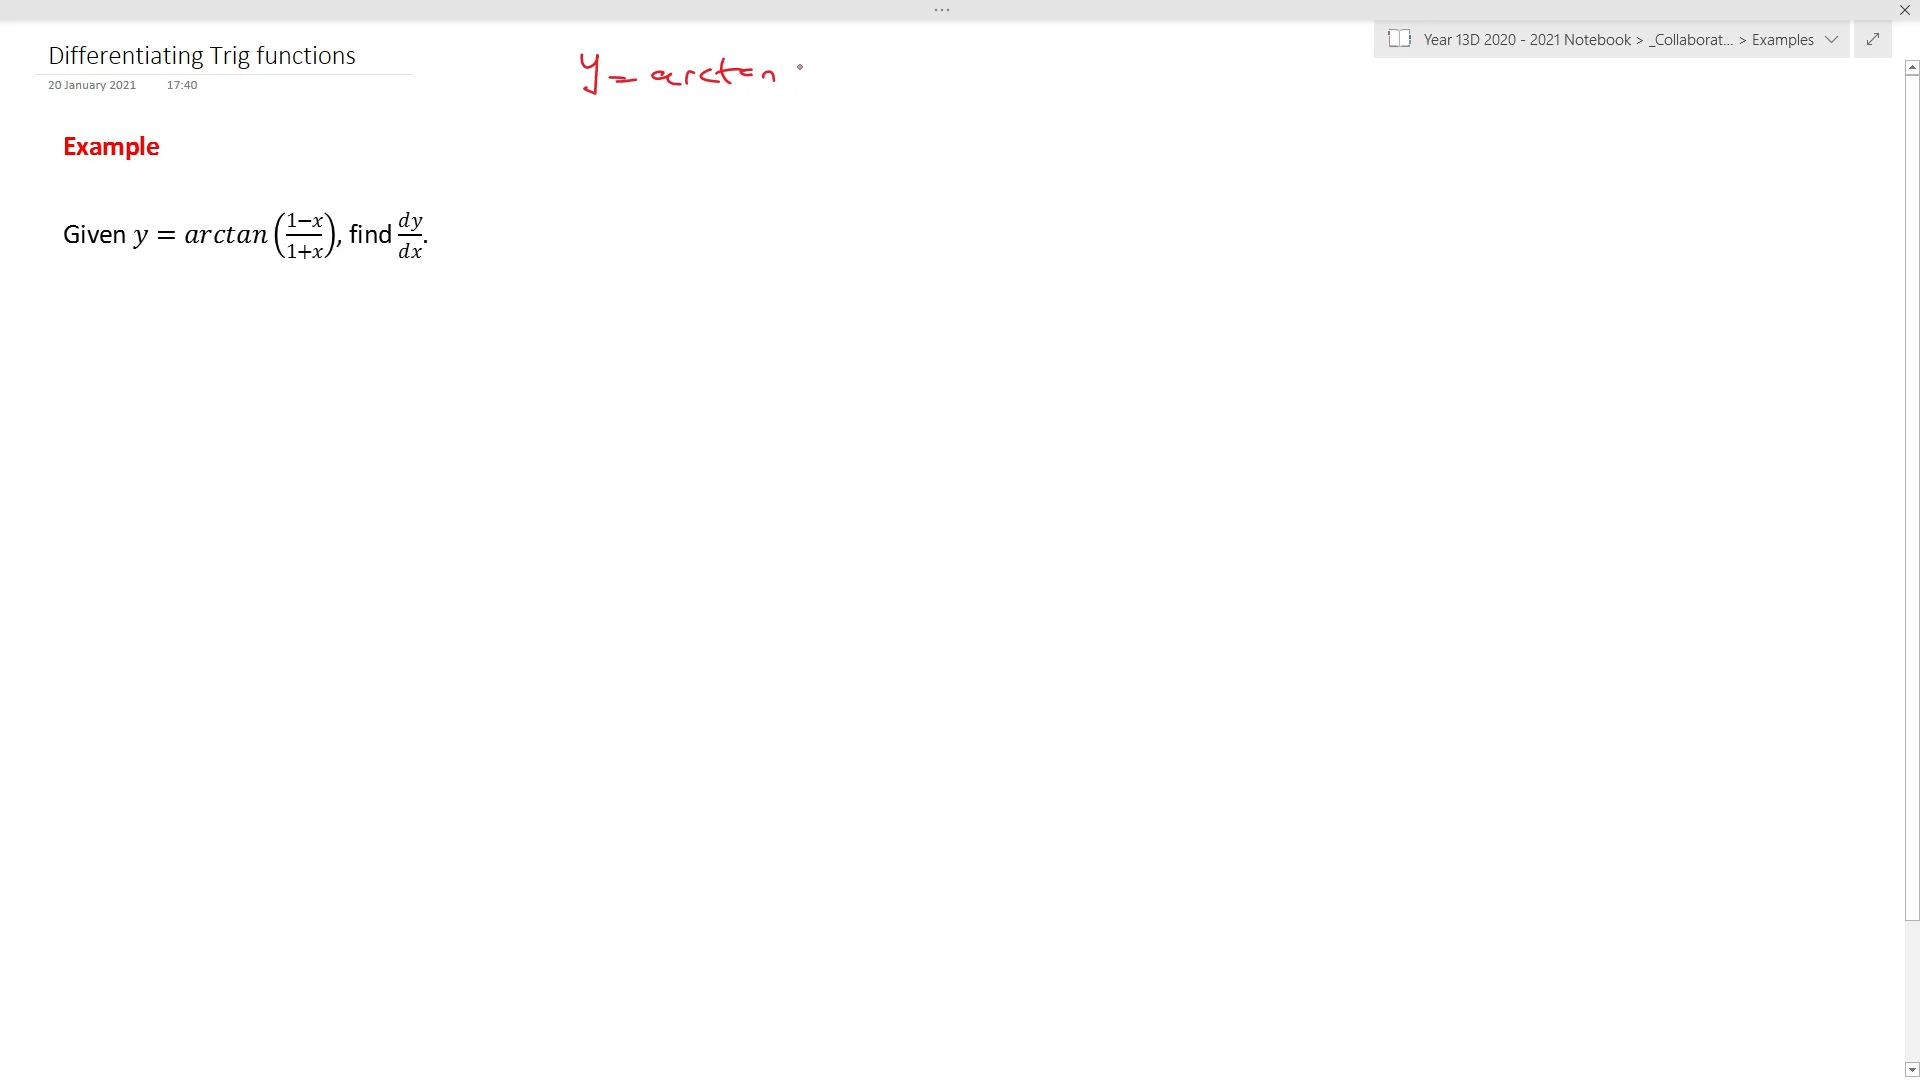 Differentiating Trig functions
20 January 2021 17:40
Year 13D 2020 - 2021 Notebook > _Collaborat... > Examples
y = arctan
Example
Given y = arctan((1−x)/(1+x)), find dy/dx.